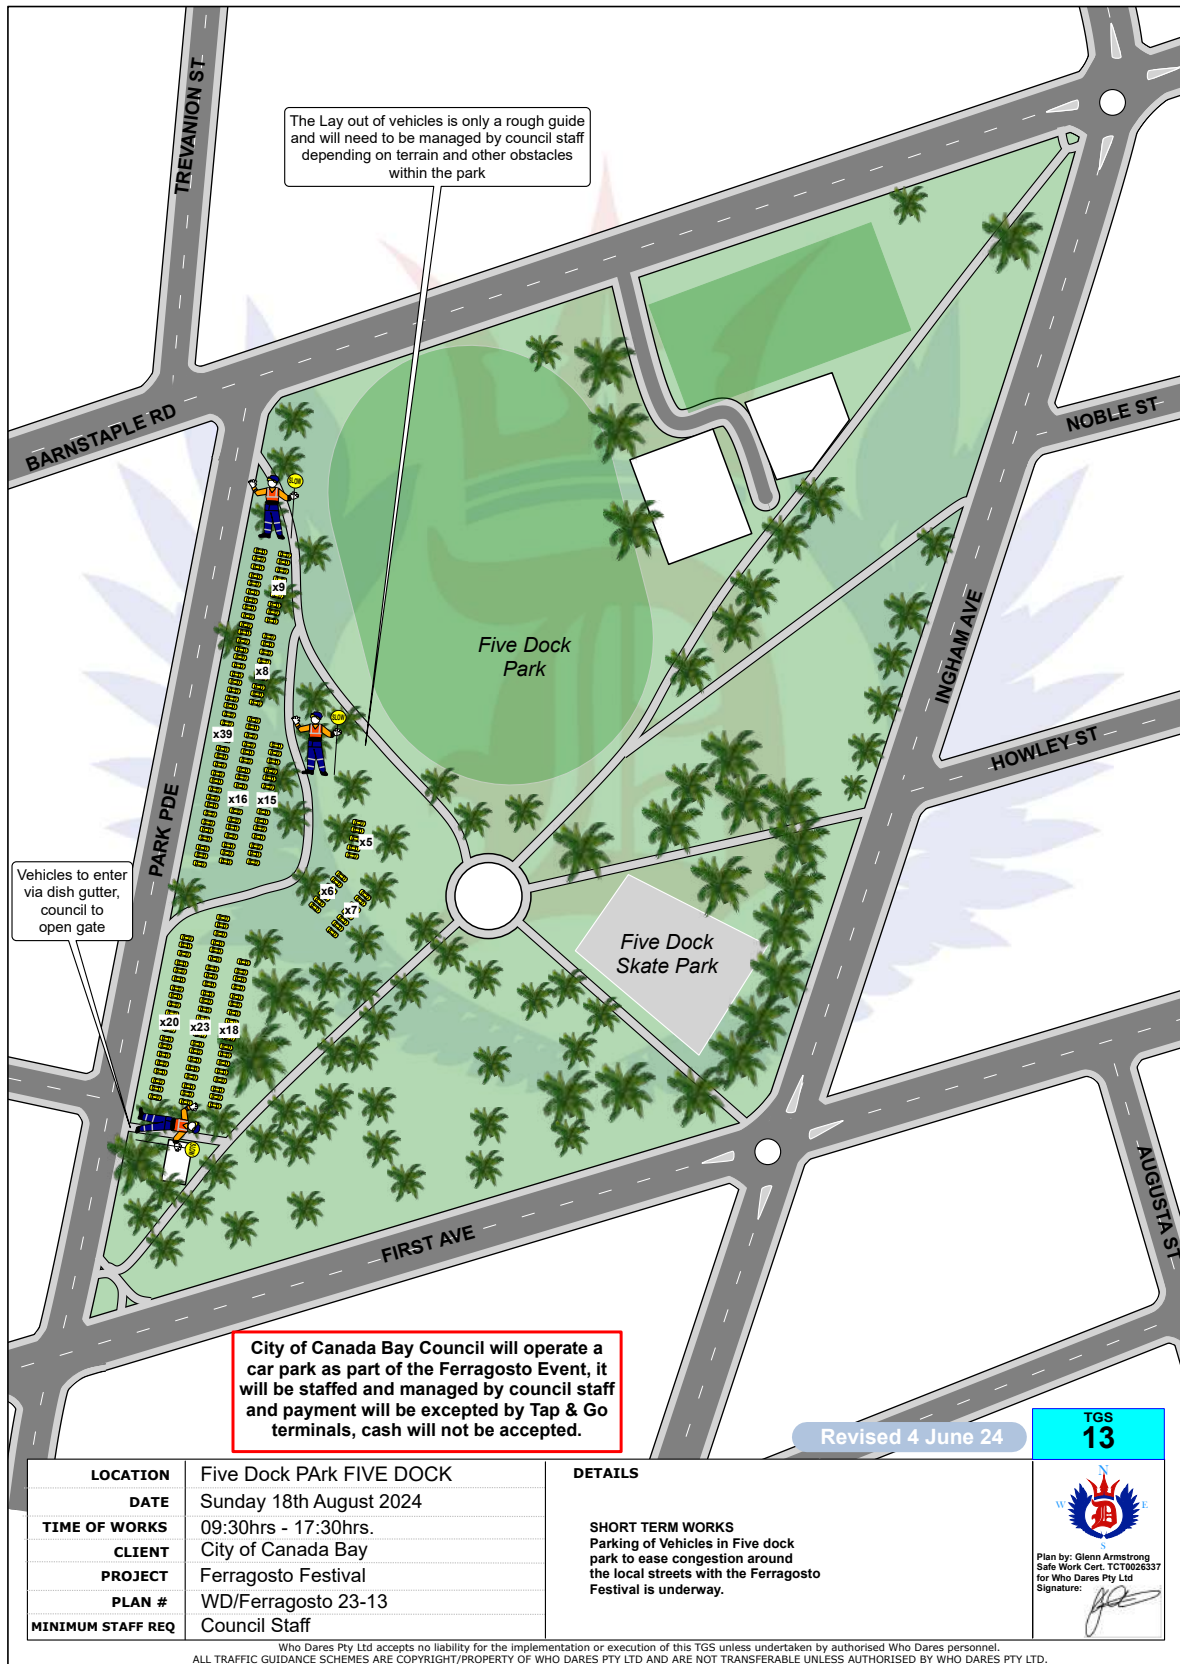 TREVANION ST
The Lay out of vehicles is only a rough guide
and will need to be managed by council staff
depending on terrain and other obstacles
within the park
BARNSTAPLE RD
NOBLE ST
SLOW
x9
Five Dock
Park
INGHAM AVE
x8
SLOW
x39
HOWLEY ST
x16
x15
PARK PDE
x5
Vehicles to enter
via dish gutter,
council to
open gate
x6
x7
Five Dock
Skate Park
x20
x23
x18
SLOW
AUGUSTA ST
FIRST AVE
City of Canada Bay Council will operate a
car park as part of the Ferragosto Event, it
will be staffed and managed by council staff
and payment will be excepted by Tap & Go
terminals, cash will not be accepted.
Revised 4 June 24
TGS
13
LOCATION Five Dock PArk FIVE DOCK
DATE Sunday 18th August 2024
TIME OF WORKS 09:30hrs - 17:30hrs.
CLIENT City of Canada Bay
PROJECT Ferragosto Festival
PLAN # WD/Ferragosto 23-13
MINIMUM STAFF REQ Council Staff
DETAILS
SHORT TERM WORKS
Parking of Vehicles in Five dock
park to ease congestion around
the local streets with the Ferragosto
Festival is underway.
N
W E
D
S
Plan by: Glenn Armstrong
Safe Work Cert. TCT0026337
for Who Dares Pty Ltd
Signature:
Who Dares Pty Ltd accepts no liability for the implementation or execution of this TGS unless undertaken by authorised Who Dares personnel.
ALL TRAFFIC GUIDANCE SCHEMES ARE COPYRIGHT/PROPERTY OF WHO DARES PTY LTD AND ARE NOT TRANSFERABLE UNLESS AUTHORISED BY WHO DARES PTY LTD.